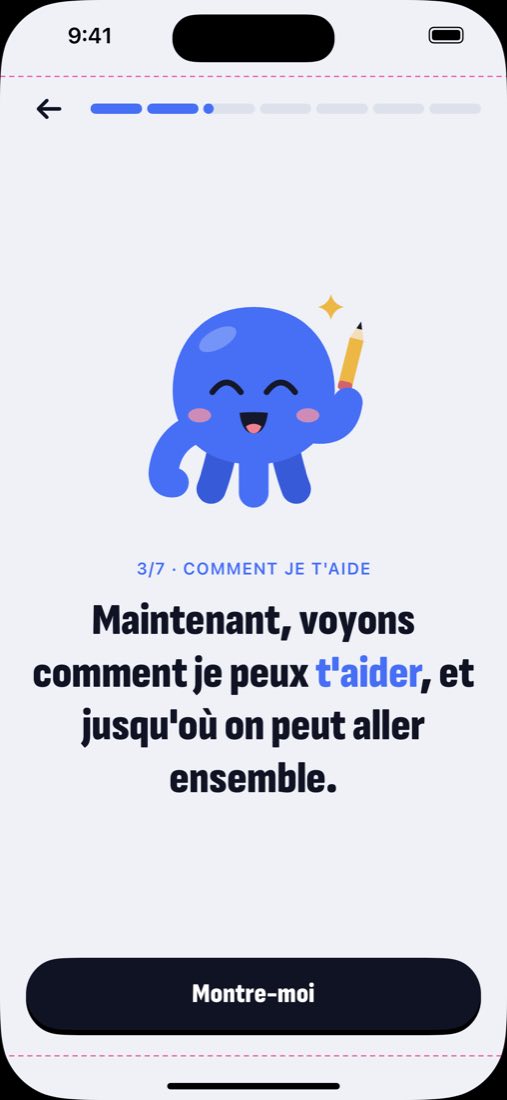 9:41
3/7 · COMMENT JE T'AIDE
Maintenant, voyons
comment je peux t'aider, et
jusqu'où on peut aller
ensemble.
Montre-moi